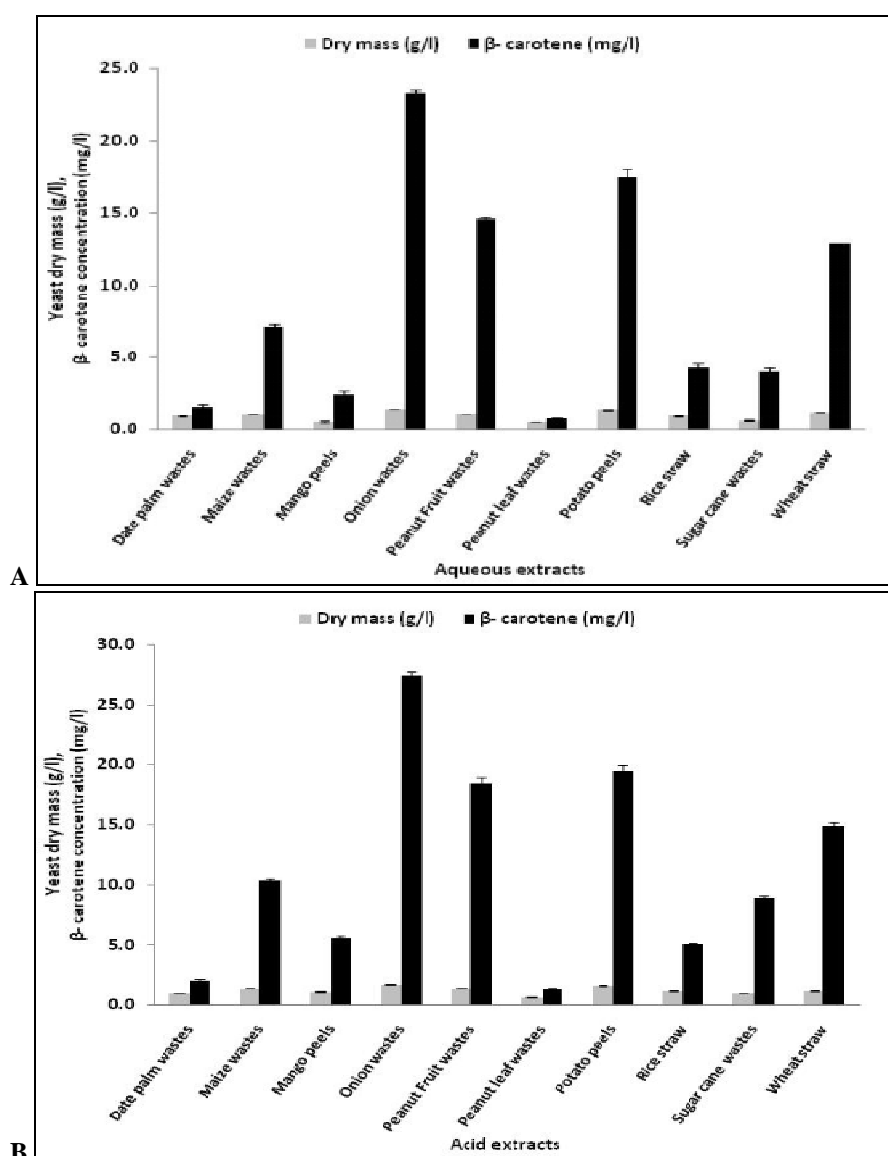 Dry mass (g/l) β- carotene (mg/l)
Yeast dry mass (g/l),
β- carotene concentration (mg/l)
25.0
20.0
15.0
10.0
5.0
0.0
Date palm wastes
Maize wastes
Mango peels
Onion wastes
Peanut Fruit wastes
Peanut leaf wastes
Potato peels
Rice straw
Sugar cane wastes
Wheat straw
Aqueous extracts
A
Dry mass (g/l) β- carotene (mg/l)
Yeast dry mass (g/l),
β- carotene concentration (mg/l)
30.0
25.0
20.0
15.0
10.0
5.0
0.0
Date palm wastes
Maize wastes
Mango peels
Onion wastes
Peanut Fruit wastes
Peanut leaf wastes
Potato peels
Rice straw
Sugar cane wastes
Wheat straw
Acid extracts
B